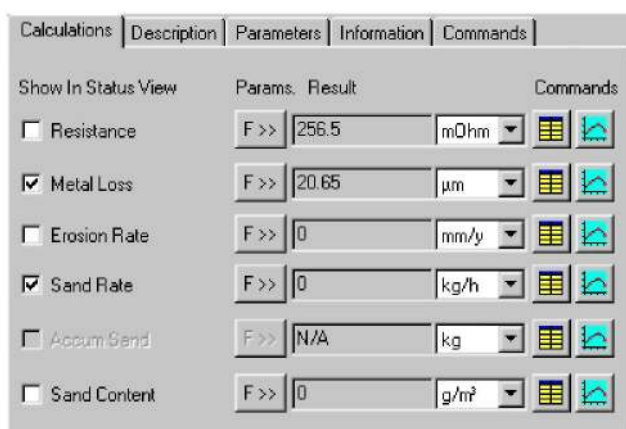 Calculations Description Parameters Information Commands
Show In Status View Params. Result Commands
Resistance F >> 256.5 mOhm
Metal Loss F >> 20.65 µm
Erosion Rate F >> 0 mm/y
Sand Rate F >> 0 kg/h
Accum Sand F >> N/A kg
Sand Content F >> 0 g/m³